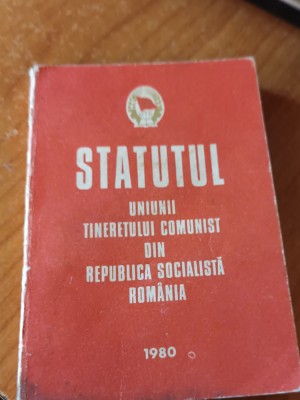 STATUTUL
UNIUNII
TINERETULUI COMUNIST
DIN
REPUBLICA SOCIALISTĂ
ROMÂNIA
1980